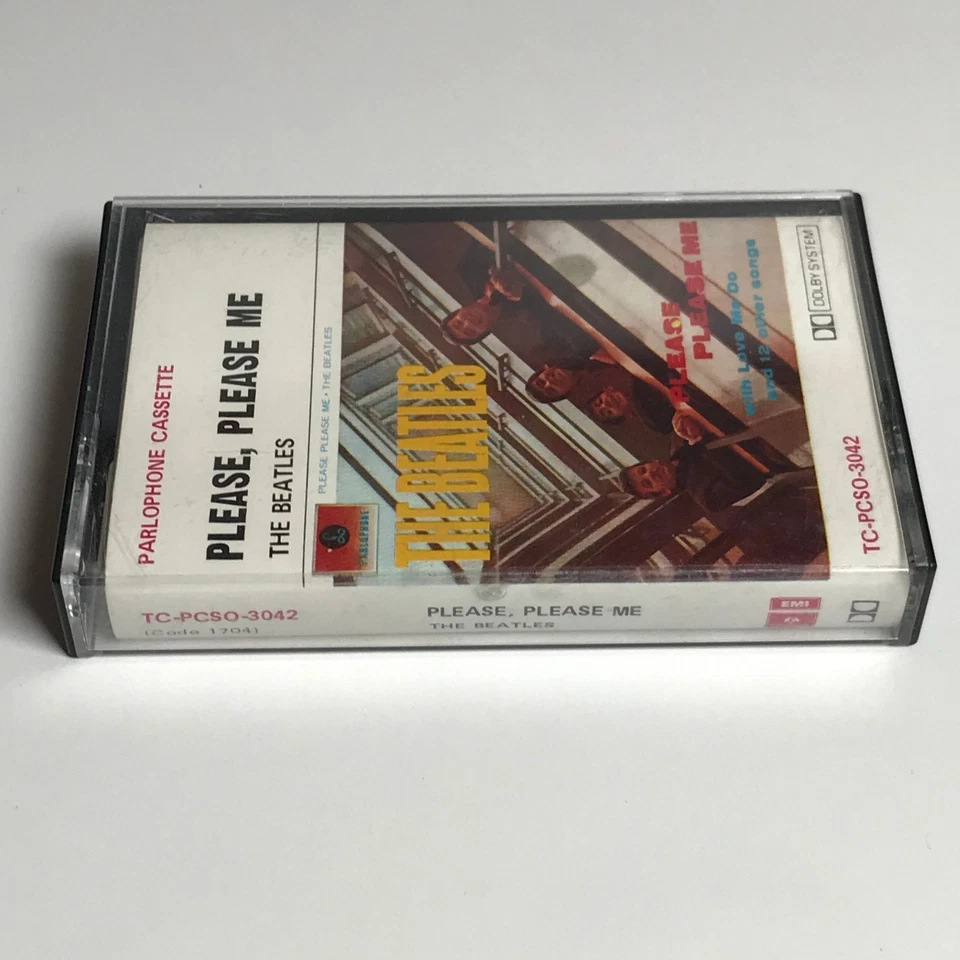 PARLOPHONE CASSETTE
PLEASE, PLEASE ME
THE BEATLES
PLEASE PLEASE ME • THE BEATLES
PARLOPHONE
THE BEATLES
PLEASE
PLEASE ME
with Love Me Do
and 12 other songs
DOLBY SYSTEM
TC-PCSO-3042
TC-PCSO-3042
(Code 1704)
PLEASE, PLEASE ME
THE BEATLES
EMI